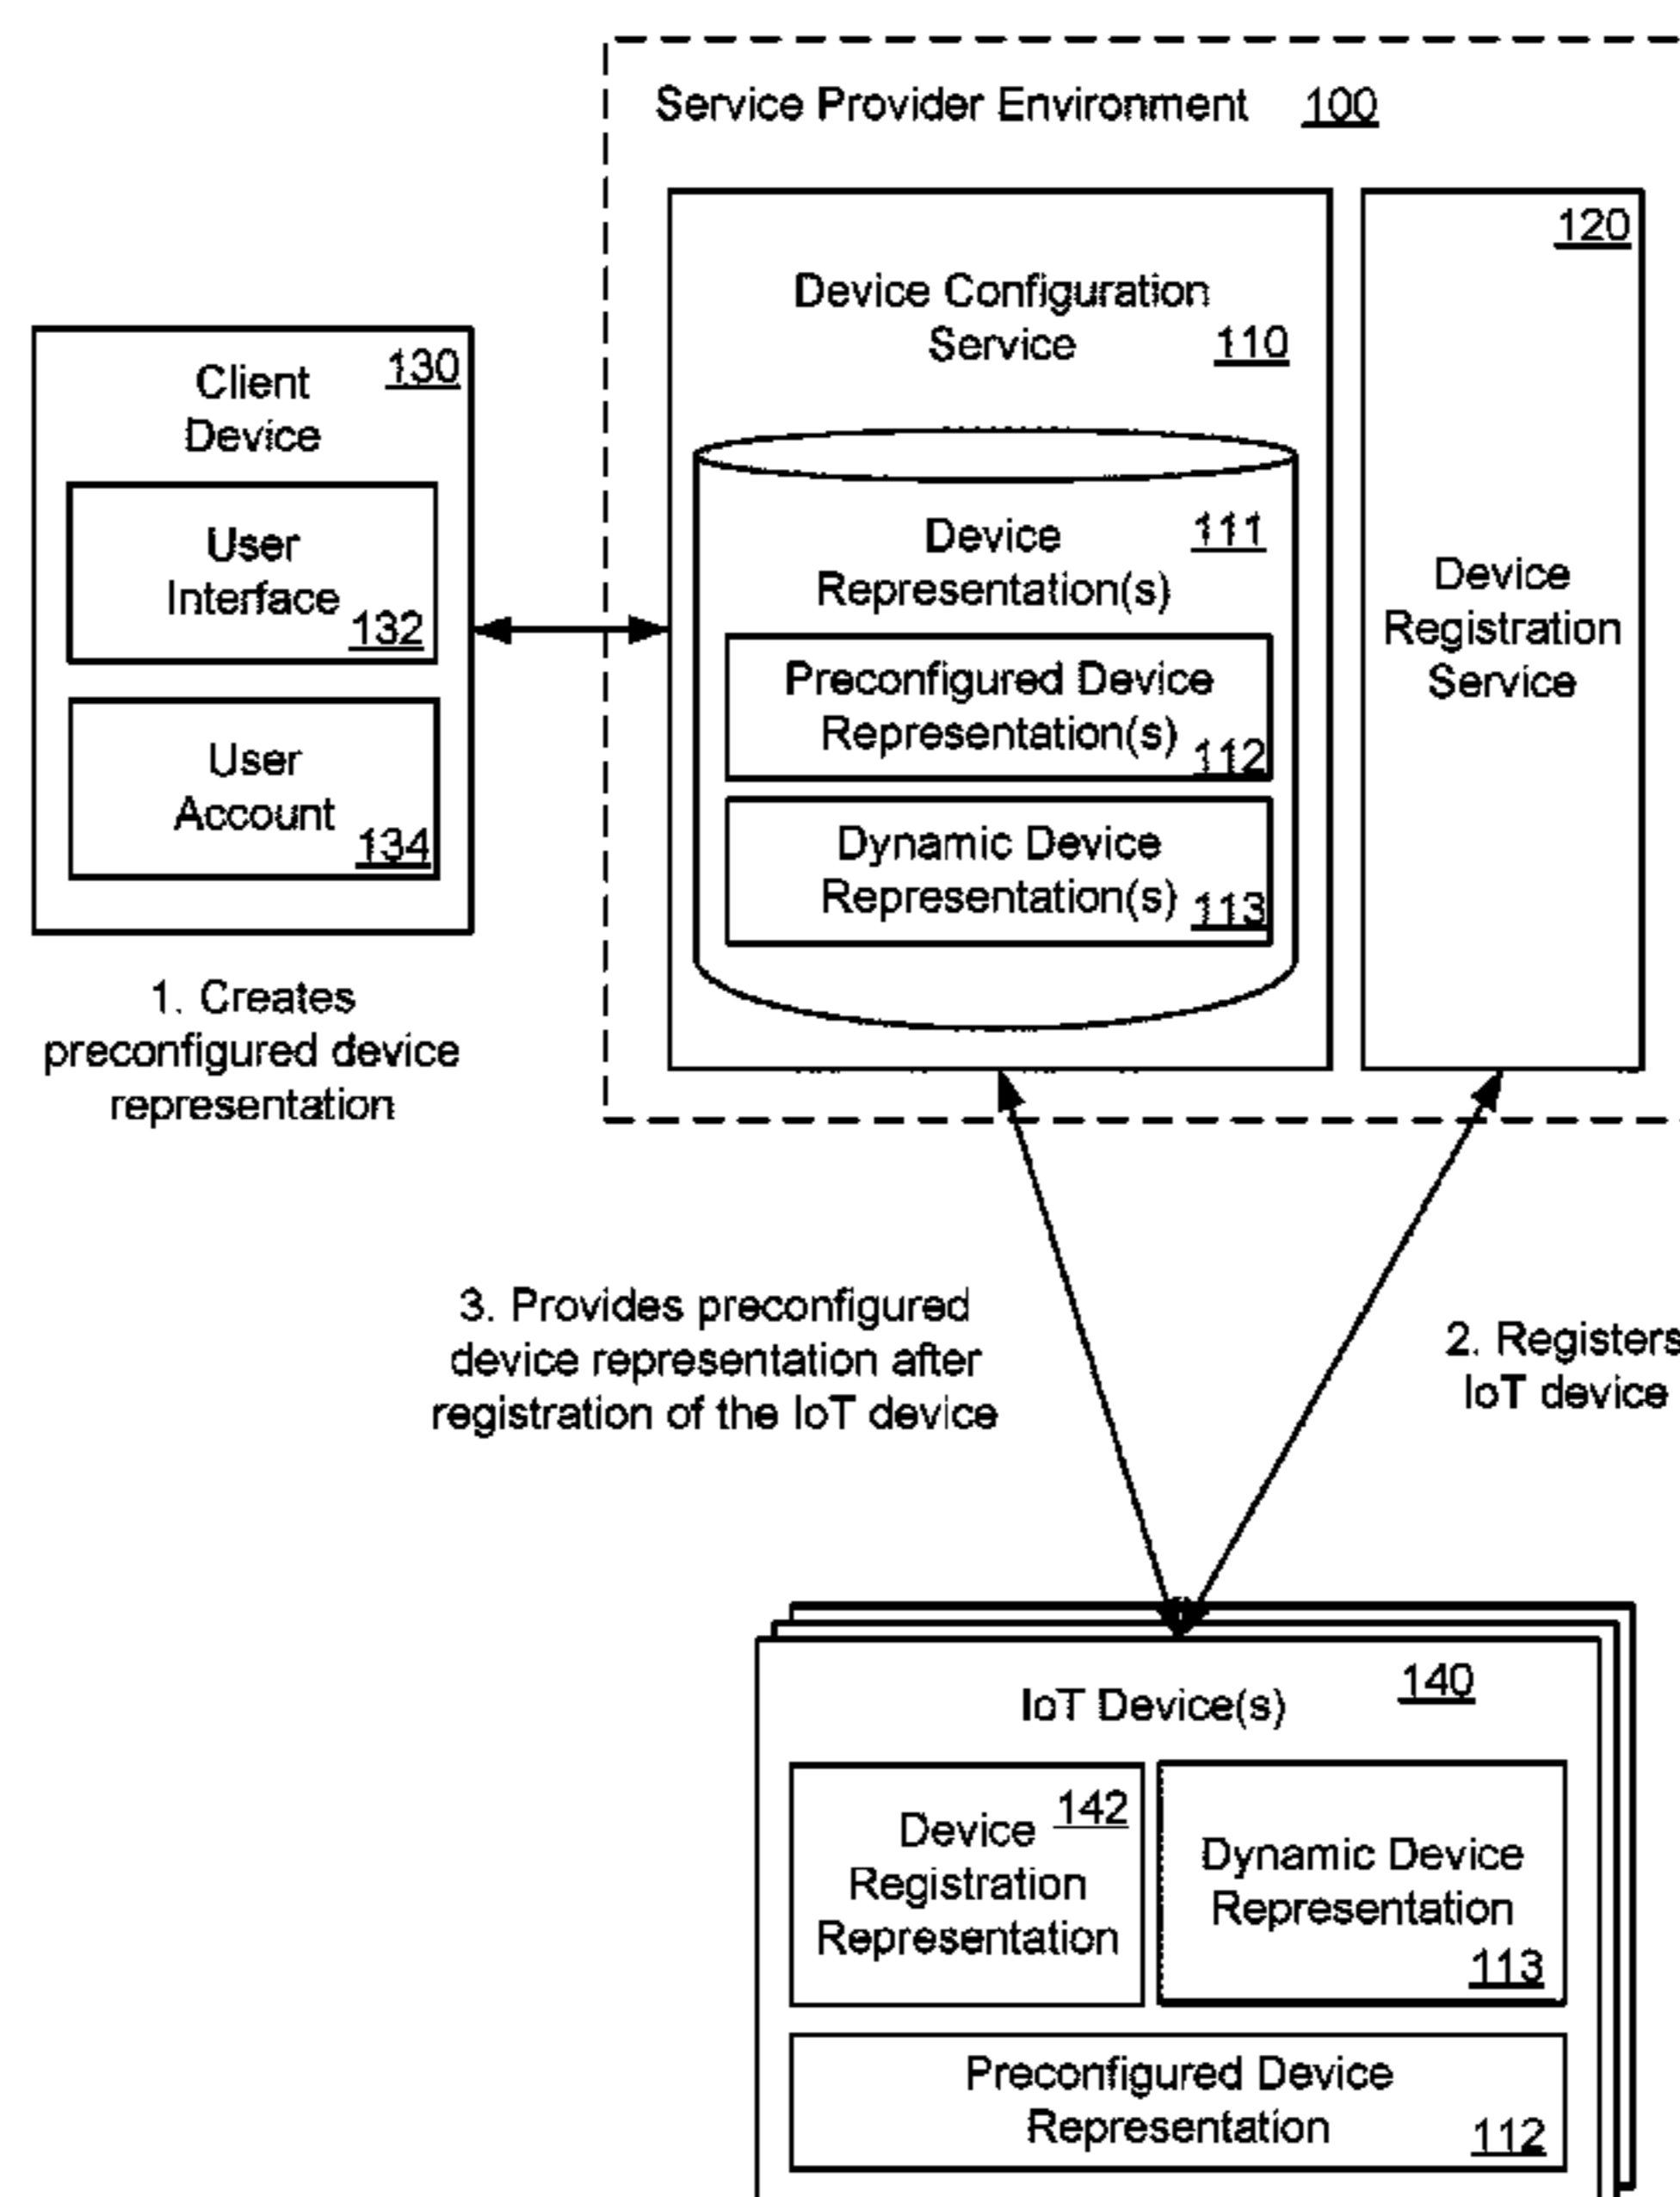 Service Provider Environment 100
120
Device Configuration
Service 110
Client 130
Device
User
Interface 132
User
Account 134
Device 111
Representation(s)
Preconfigured Device
Representation(s) 112
Dynamic Device
Representation(s) 113
Device
Registration
Service
1. Creates
preconfigured device
representation
3. Provides preconfigured
device representation after
registration of the IoT device
2. Registers
IoT device
IoT Device(s) 140
Device 142
Registration
Representation
Dynamic Device
Representation
113
Preconfigured Device
Representation 112